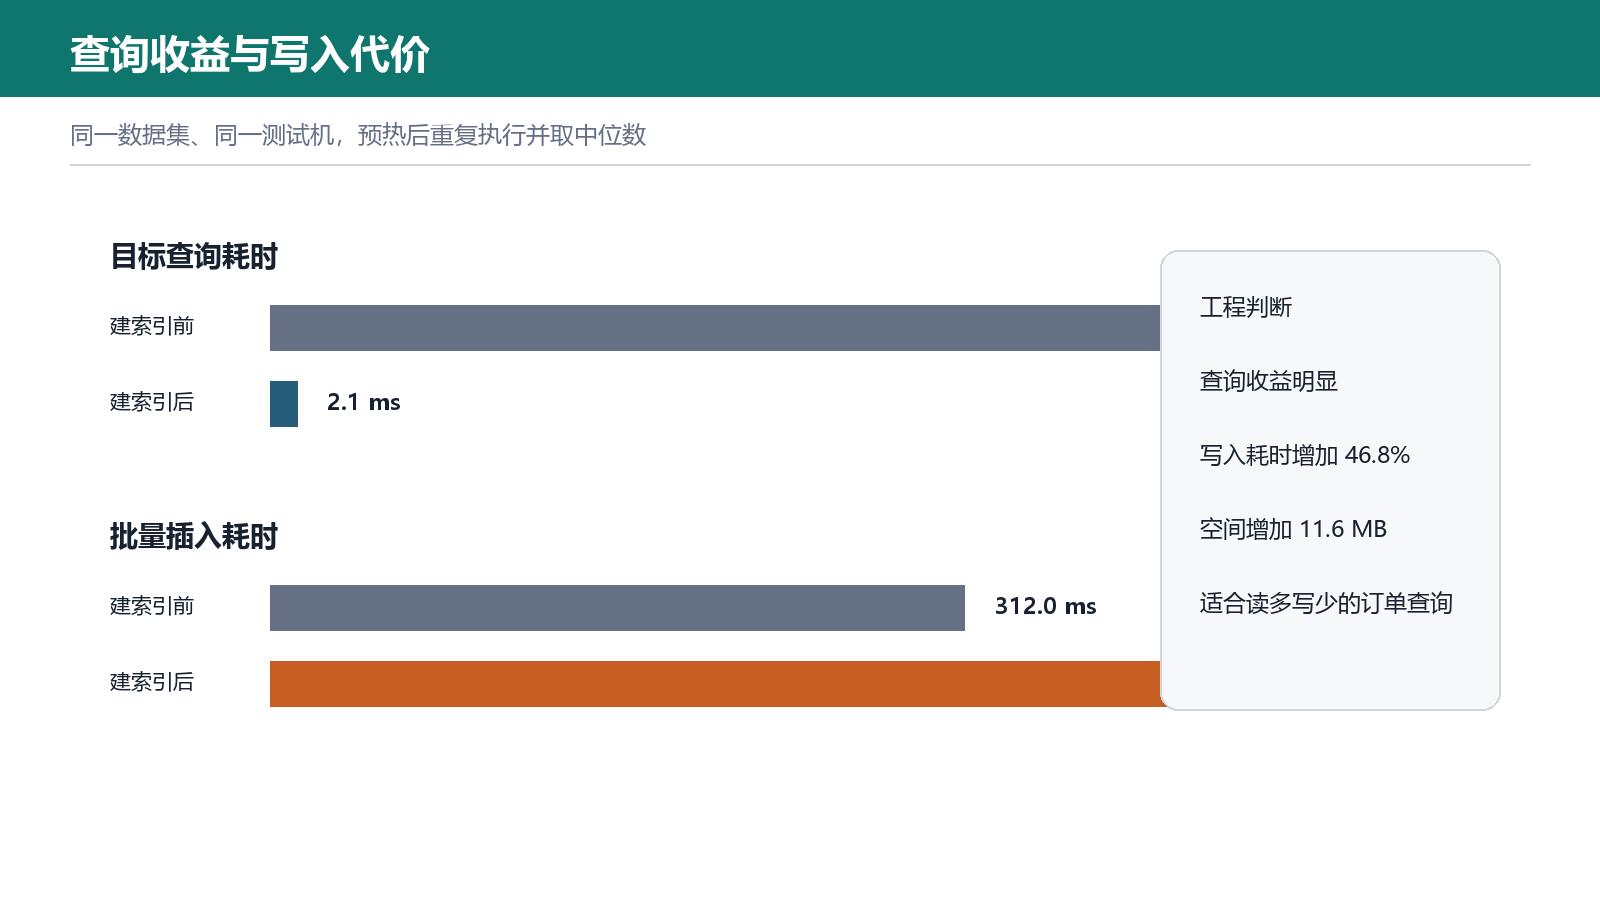 查询收益与写入代价
同一数据集、同一测试机，预热后重复执行并取中位数
目标查询耗时
建索引前
建索引后
2.1 ms
批量插入耗时
建索引前
312.0 ms
建索引后
工程判断
查询收益明显
写入耗时增加 46.8%
空间增加 11.6 MB
适合读多写少的订单查询